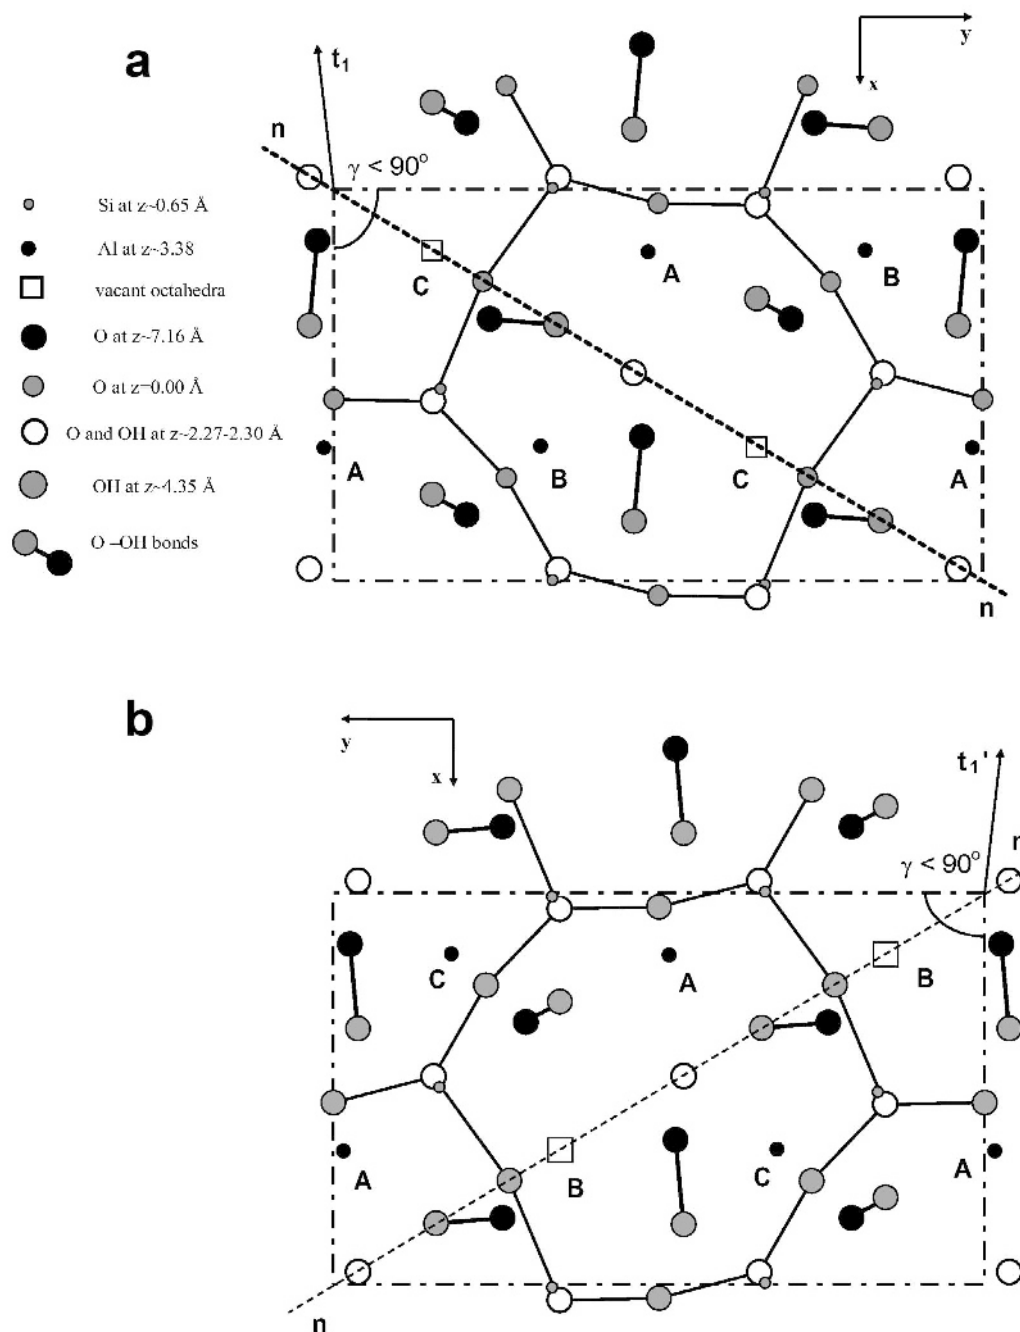 a
t₁
y
x
n
γ < 90°
Si at z~0.65 Å
Al at z~3.38
vacant octahedra
O at z~7.16 Å
O at z=0.00 Å
O and OH at z~2.27-2.30 Å
OH at z~4.35 Å
O –OH bonds
C
A
B
A
B
C
A
n
b
y
x
t₁'
n
γ < 90°
C
A
B
A
B
C
A
n